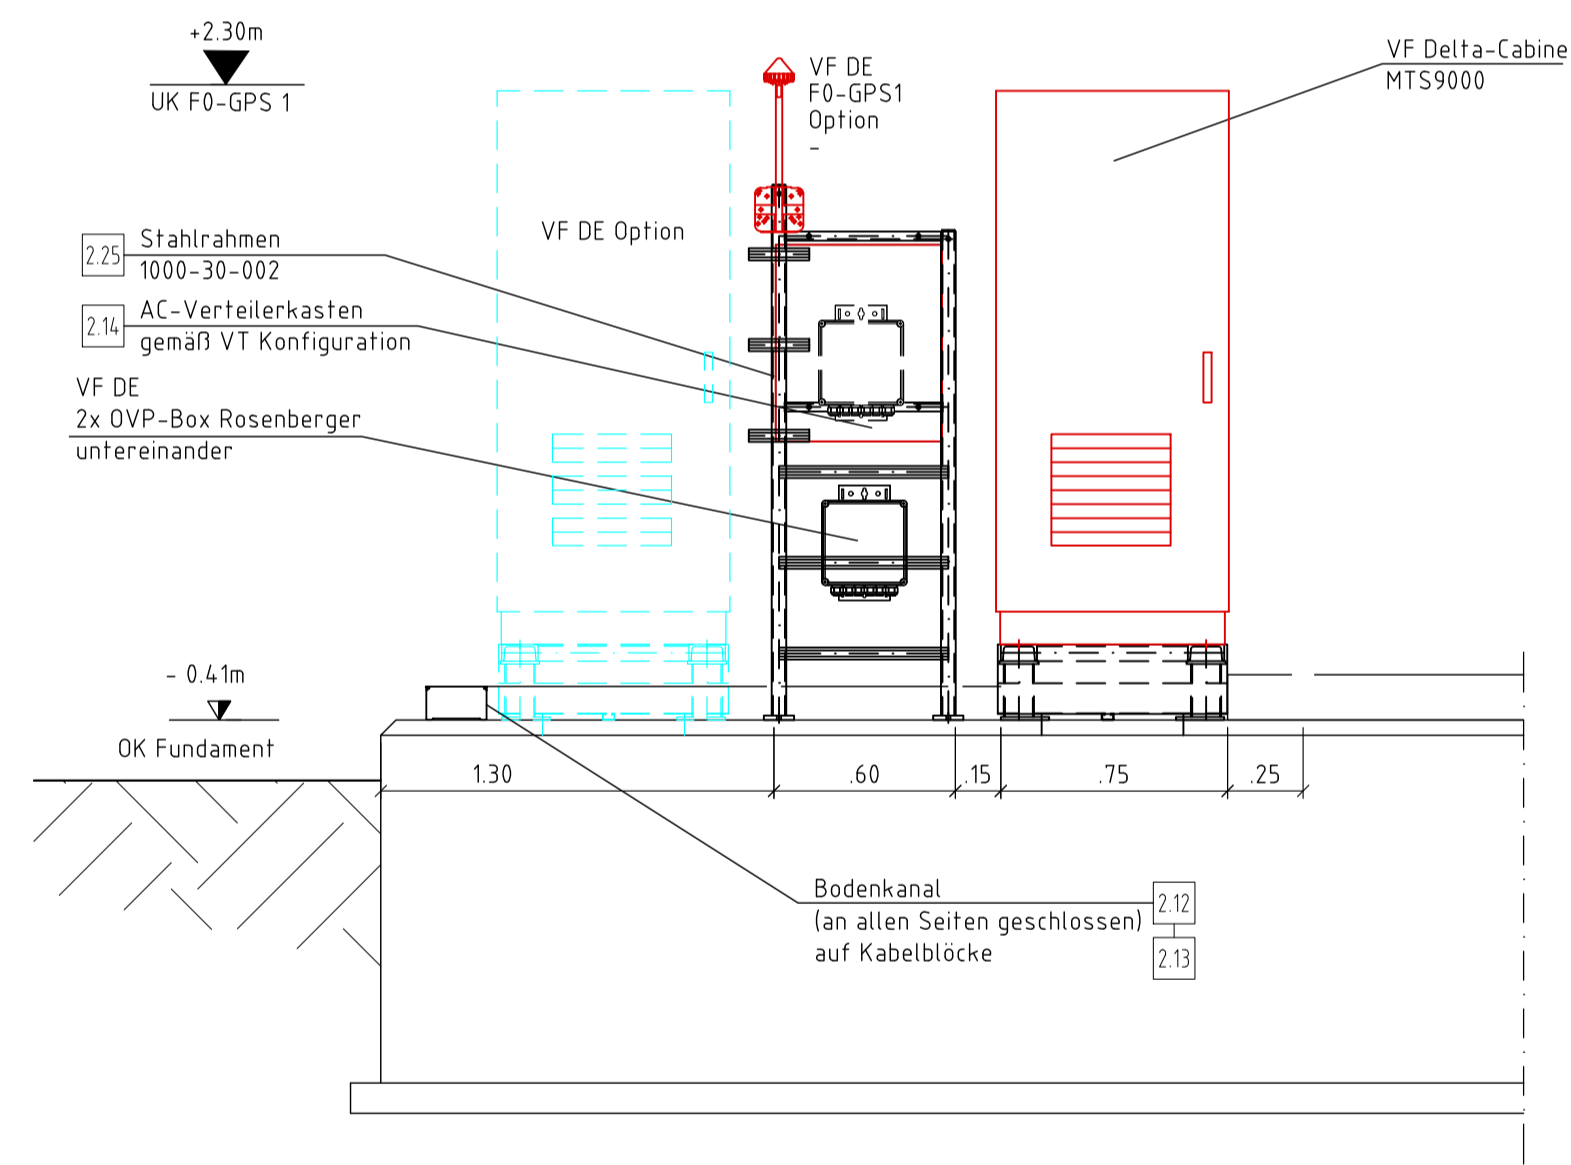 +2.30m
UK F0-GPS 1
VF DE
F0-GPS1
Option
-
VF Delta-Cabine
MTS9000
VF DE Option
2.25
Stahlrahmen
1000-30-002
2.14
AC-Verteilerkasten
gemäß VT Konfiguration
VF DE
2x OVP-Box Rosenberger
untereinander
- 0.41m
OK Fundament
1.30
.60
.15
.75
.25
Bodenkanal
(an allen Seiten geschlossen)
auf Kabelblöcke
2.12
2.13